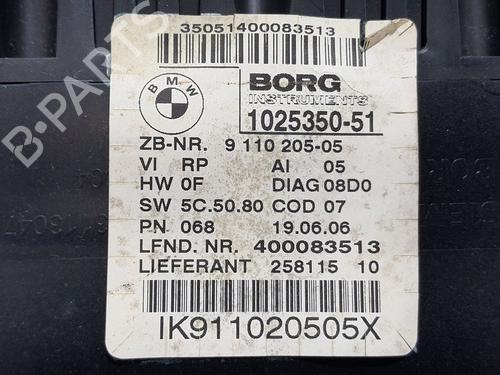 35051400083513
BMW
BORG
INSTRUMENTS
1025350-51
ZB-NR. 9 110 205-05
VI RP AI 05
HW 0F DIAG 08D0
SW 5C.50.80 COD 07
PN. 068 19.06.06
LFND. NR. 400083513
LIEFERANT 258115 10
IK911020505X
B-PARTS